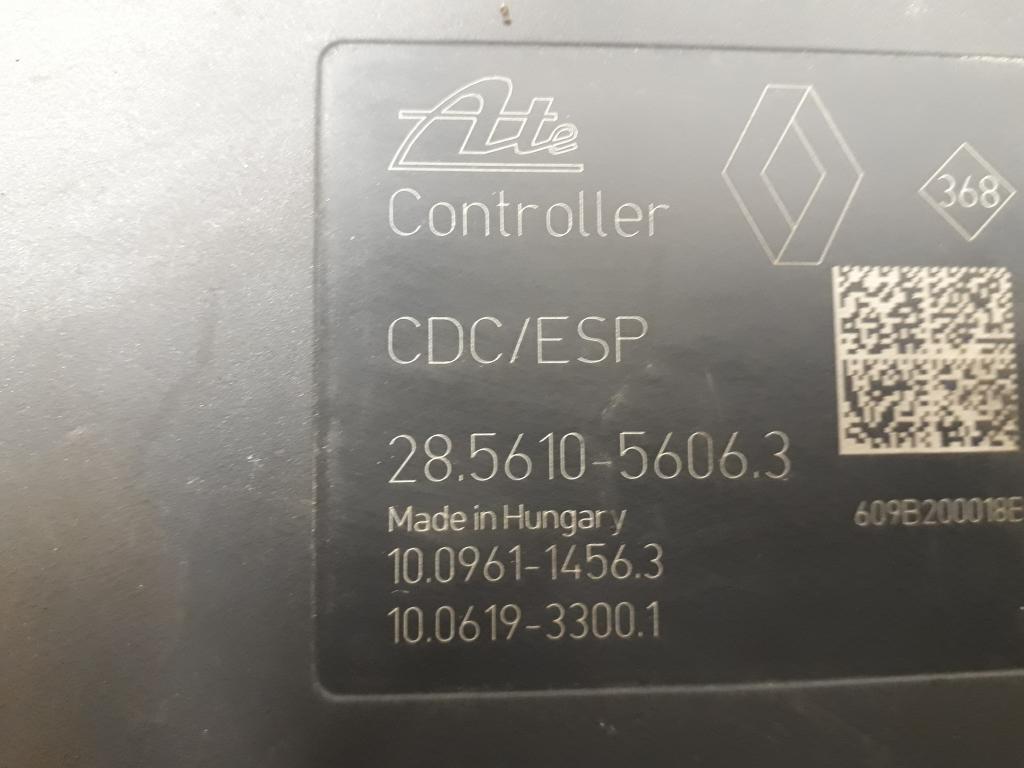 Ate
Controller
368
CDC/ESP
28.5610-5606.3
Made in Hungary
609B200018E
10.0961-1456.3
10.0619-3300.1